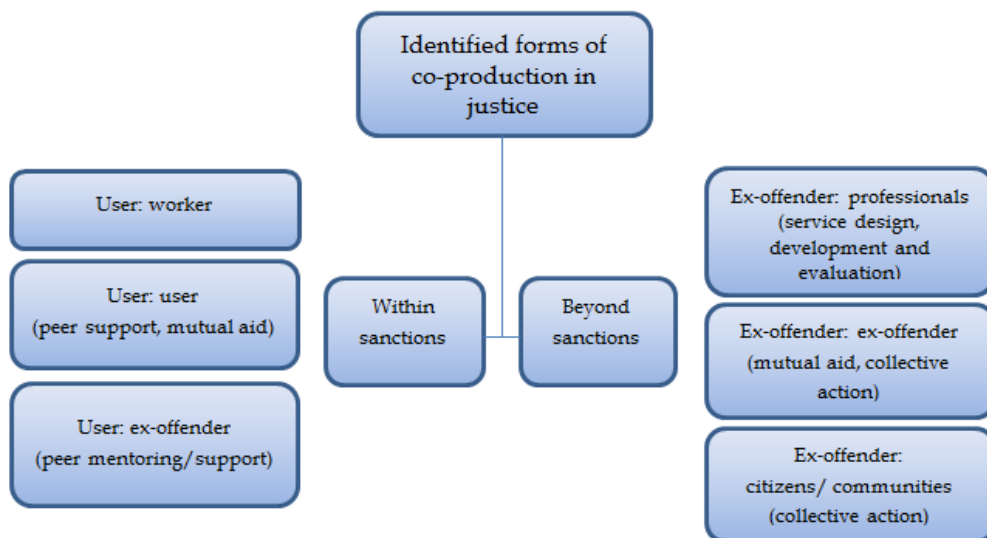 Identified forms of
co-production in
justice
User: worker
User: user
(peer support, mutual aid)
User: ex-offender
(peer mentoring/support)
Within
sanctions
Beyond
sanctions
Ex-offender: professionals
(service design,
development and
evaluation)
Ex-offender: ex-offender
(mutual aid, collective
action)
Ex-offender:
citizens/ communities
(collective action)